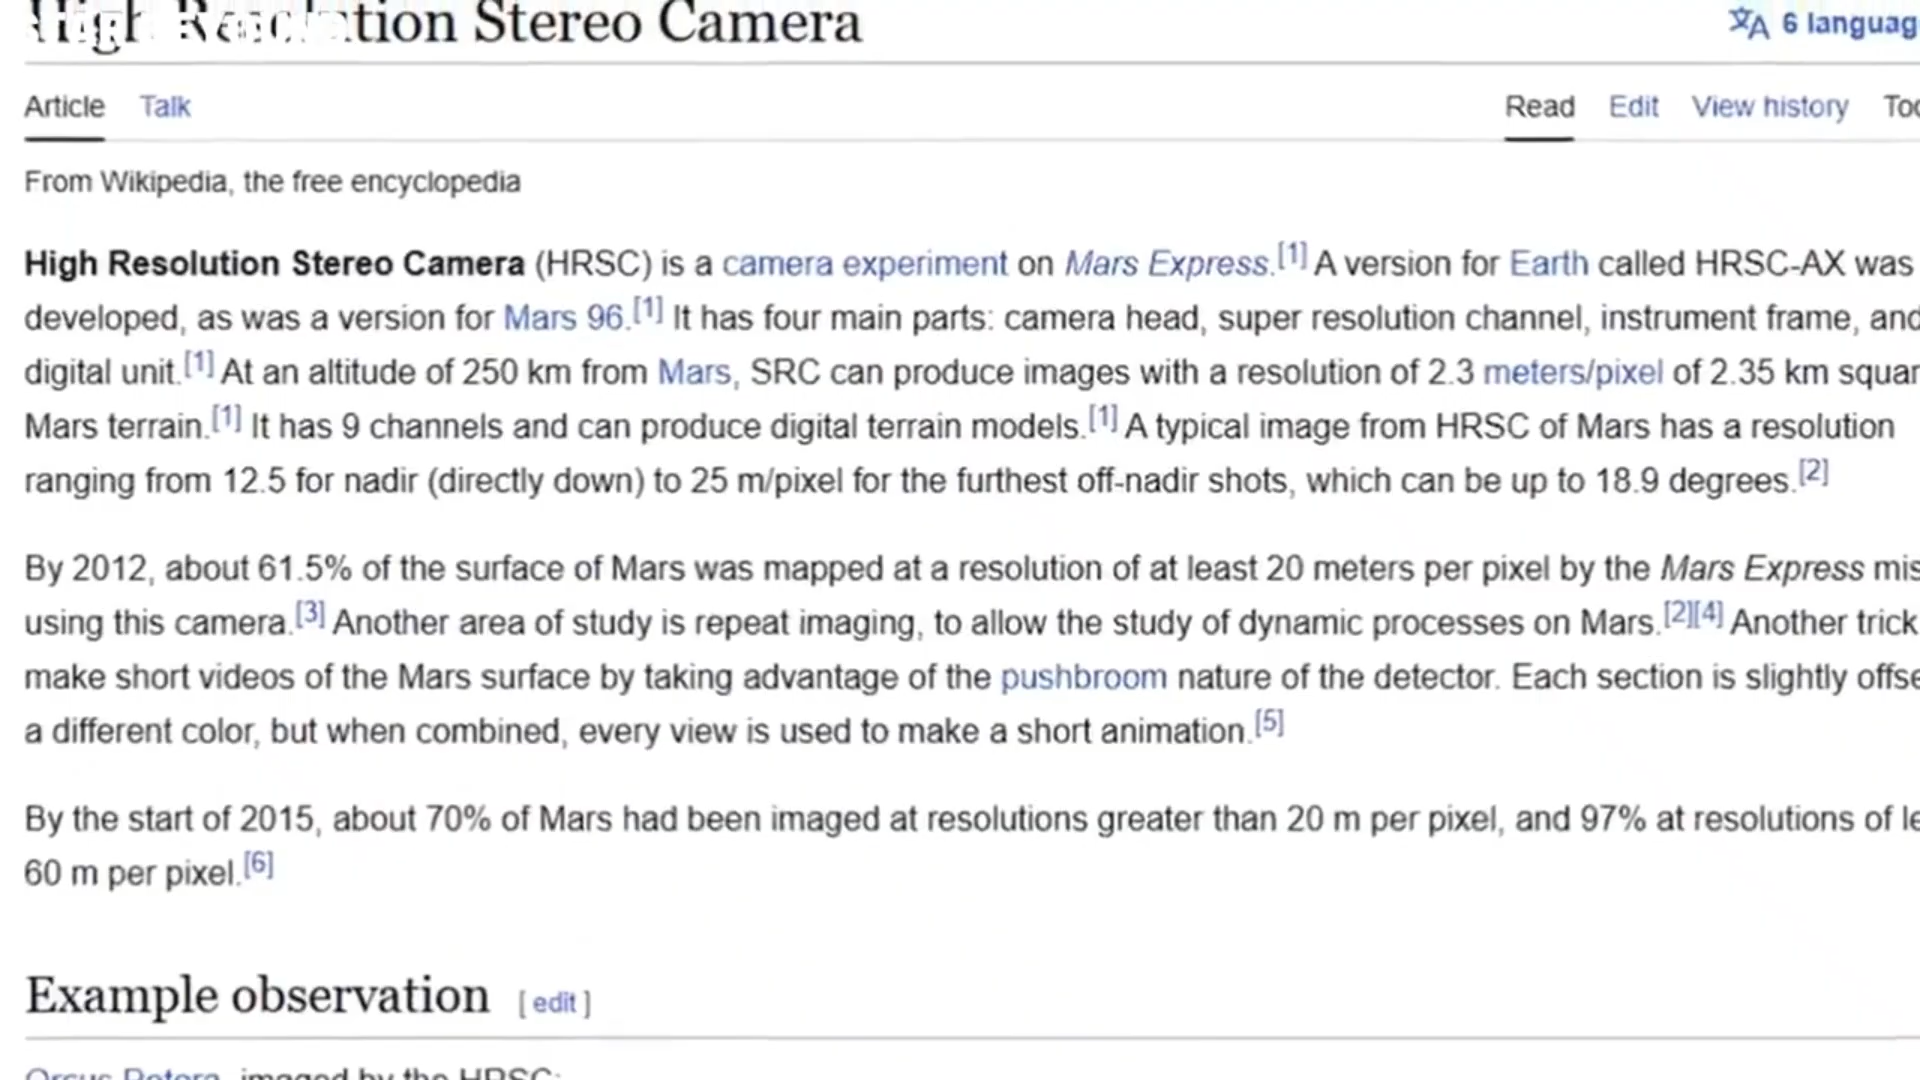 High Resolution Stereo Camera
6 languag
Article Talk Read Edit View history Too
From Wikipedia, the free encyclopedia
High Resolution Stereo Camera (HRSC) is a camera experiment on Mars Express.[1] A version for Earth called HRSC-AX was
developed, as was a version for Mars 96.[1] It has four main parts: camera head, super resolution channel, instrument frame, and
digital unit.[1] At an altitude of 250 km from Mars, SRC can produce images with a resolution of 2.3 meters/pixel of 2.35 km squar
Mars terrain.[1] It has 9 channels and can produce digital terrain models.[1] A typical image from HRSC of Mars has a resolution
ranging from 12.5 for nadir (directly down) to 25 m/pixel for the furthest off-nadir shots, which can be up to 18.9 degrees.[2]
By 2012, about 61.5% of the surface of Mars was mapped at a resolution of at least 20 meters per pixel by the Mars Express mis
using this camera.[3] Another area of study is repeat imaging, to allow the study of dynamic processes on Mars.[2][4] Another trick
make short videos of the Mars surface by taking advantage of the pushbroom nature of the detector. Each section is slightly offse
a different color, but when combined, every view is used to make a short animation.[5]
By the start of 2015, about 70% of Mars had been imaged at resolutions greater than 20 m per pixel, and 97% at resolutions of le
60 m per pixel.[6]
Example observation [ edit ]
Orcus Patera, imaged by the HRSC: